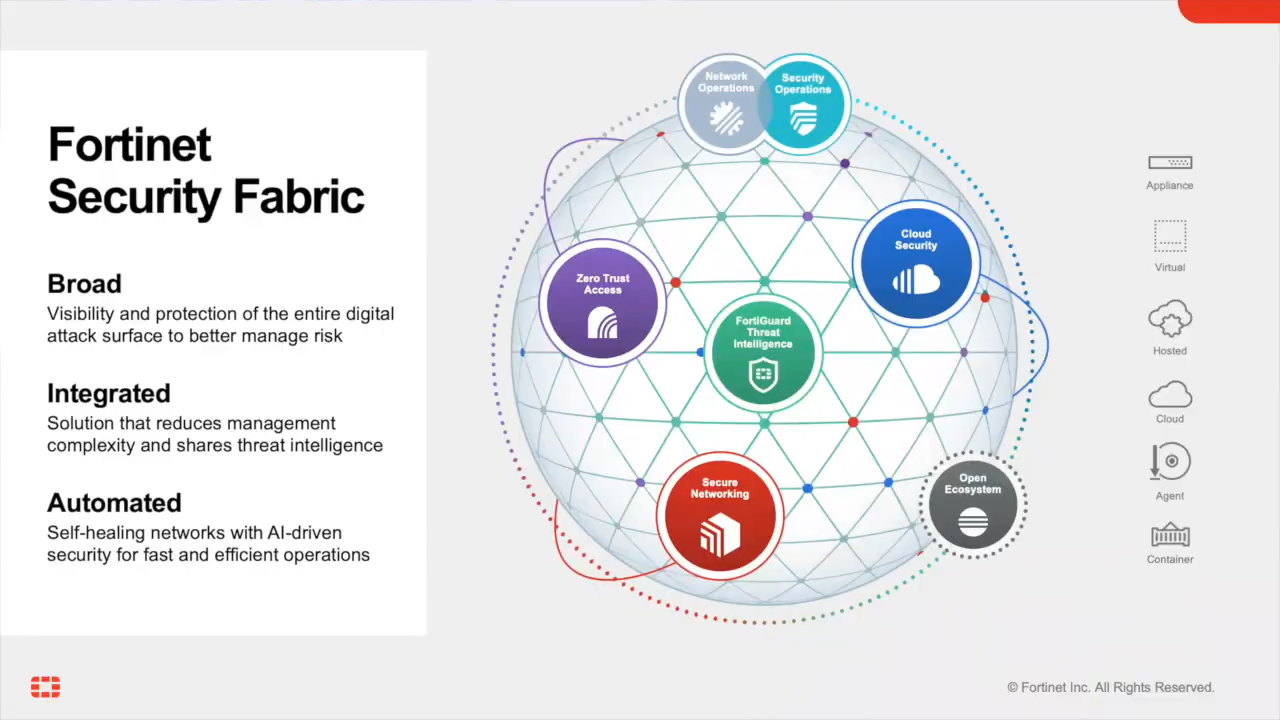 Fortinet
Security Fabric
Broad
Visibility and protection of the entire digital
attack surface to better manage risk
Integrated
Solution that reduces management
complexity and shares threat intelligence
Automated
Self-healing networks with AI-driven
security for fast and efficient operations
Network
Operations
Security
Operations
Cloud
Security
Zero Trust
Access
FortiGuard
Threat
Intelligence
Secure
Networking
Open
Ecosystem
Appliance
Virtual
Hosted
Cloud
Agent
Container
© Fortinet Inc. All Rights Reserved.